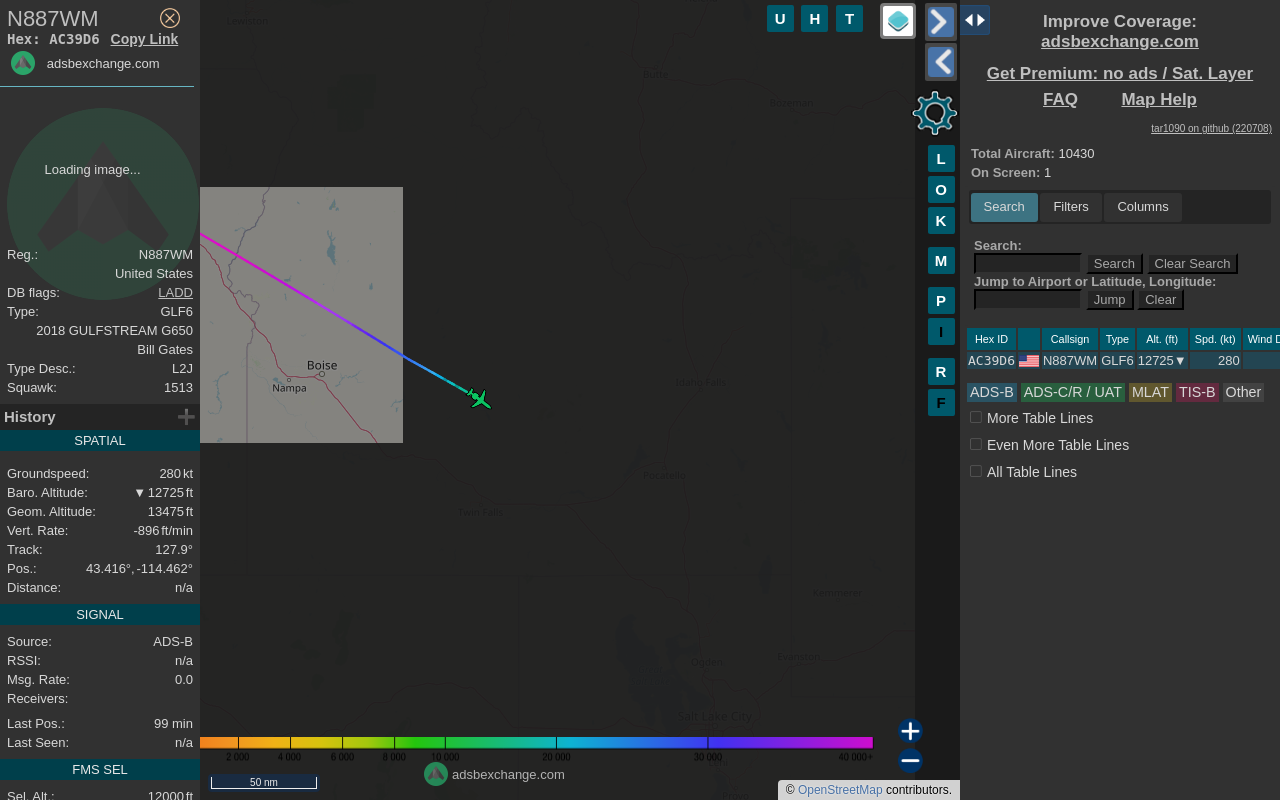 N887WM
Hex: AC39D6 Copy Link
adsbexchange.com
Loading image...
Reg.: N887WM
United States
DB flags: LADD
Type: GLF6
2018 GULFSTREAM G650
Bill Gates
Type Desc.: L2J
Squawk: 1513
History
SPATIAL
Groundspeed: 280 kt
Baro. Altitude: ▼ 12725 ft
Geom. Altitude: 13475 ft
Vert. Rate: -896 ft/min
Track: 127.9°
Pos.: 43.416°, -114.462°
Distance: n/a
SIGNAL
Source: ADS-B
RSSI: n/a
Msg. Rate: 0.0
Receivers:
Last Pos.: 99 min
Last Seen: n/a
FMS SEL
Sel. Alt.: 12000 ft
Lewiston
Butte
Bozeman
Boise
Nampa
Idaho Falls
Pocatello
Twin Falls
Kemmerer
Ogden
Evanston
Salt Lake City
Provo
2 000 4 000 6 000 8 000 10 000 20 000 30 000 40 000+
50 nm
adsbexchange.com
© OpenStreetMap contributors.
U H T
L
O
K
M
P
I
R
F
Improve Coverage:
adsbexchange.com
Get Premium: no ads / Sat. Layer
FAQ Map Help
tar1090 on github (220708)
Total Aircraft: 10430
On Screen: 1
Search Filters Columns
Search:
Search Clear Search
Jump to Airport or Latitude, Longitude:
Jump Clear
Hex ID Callsign Type Alt. (ft) Spd. (kt) Wind D
AC39D6 N887WM GLF6 12725▼ 280
ADS-B ADS-C/R / UAT MLAT TIS-B Other
More Table Lines
Even More Table Lines
All Table Lines